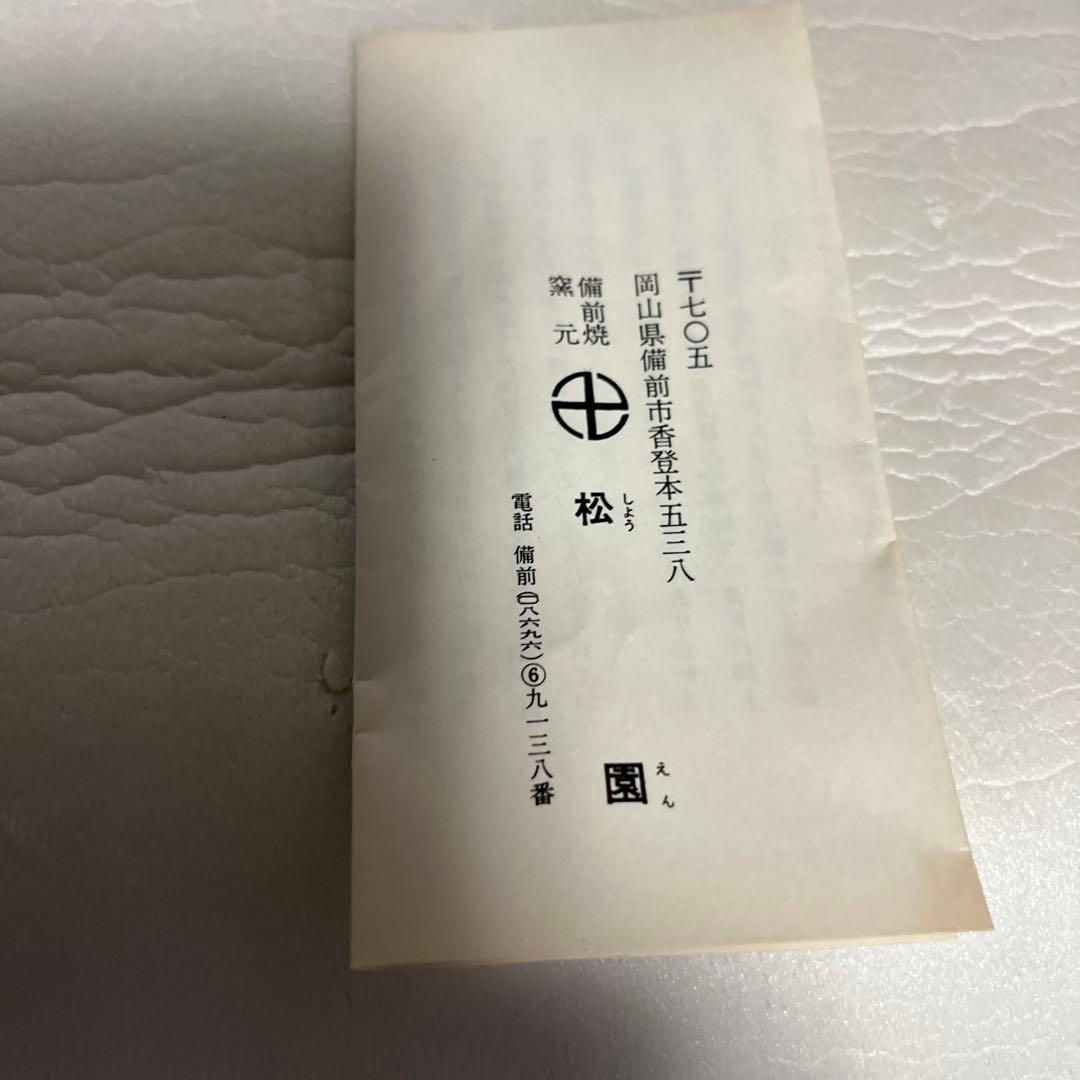 〒七〇五
岡山県備前市香登本五三八
備前焼
窯元
松園
しょうえん
電話 備前(〇八六九六)⑥九一三八番